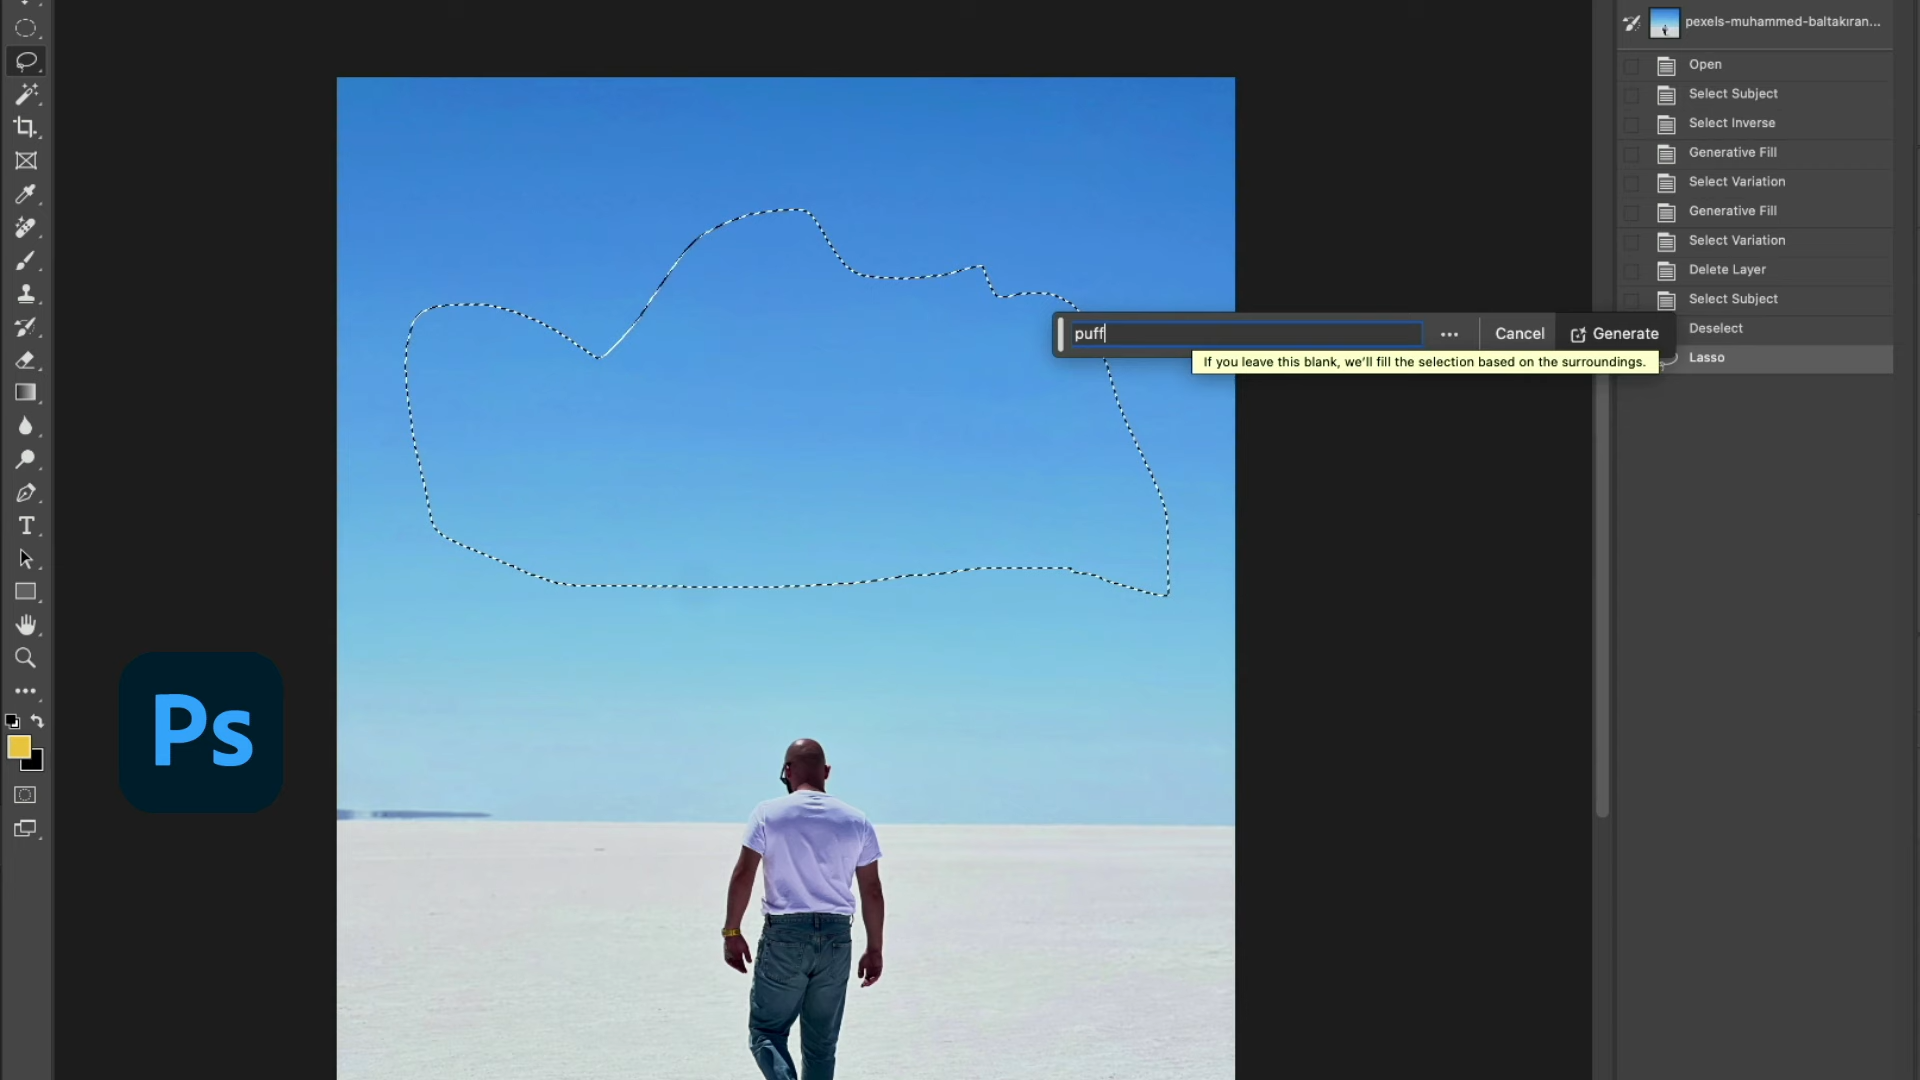 pexels-muhammed-baltakıran...
Open
Select Subject
Select Inverse
Generative Fill
Select Variation
Generative Fill
Select Variation
Delete Layer
Select Subject
Deselect
Lasso
puff
... Cancel Generate
If you leave this blank, we'll fill the selection based on the surroundings.
T
Ps